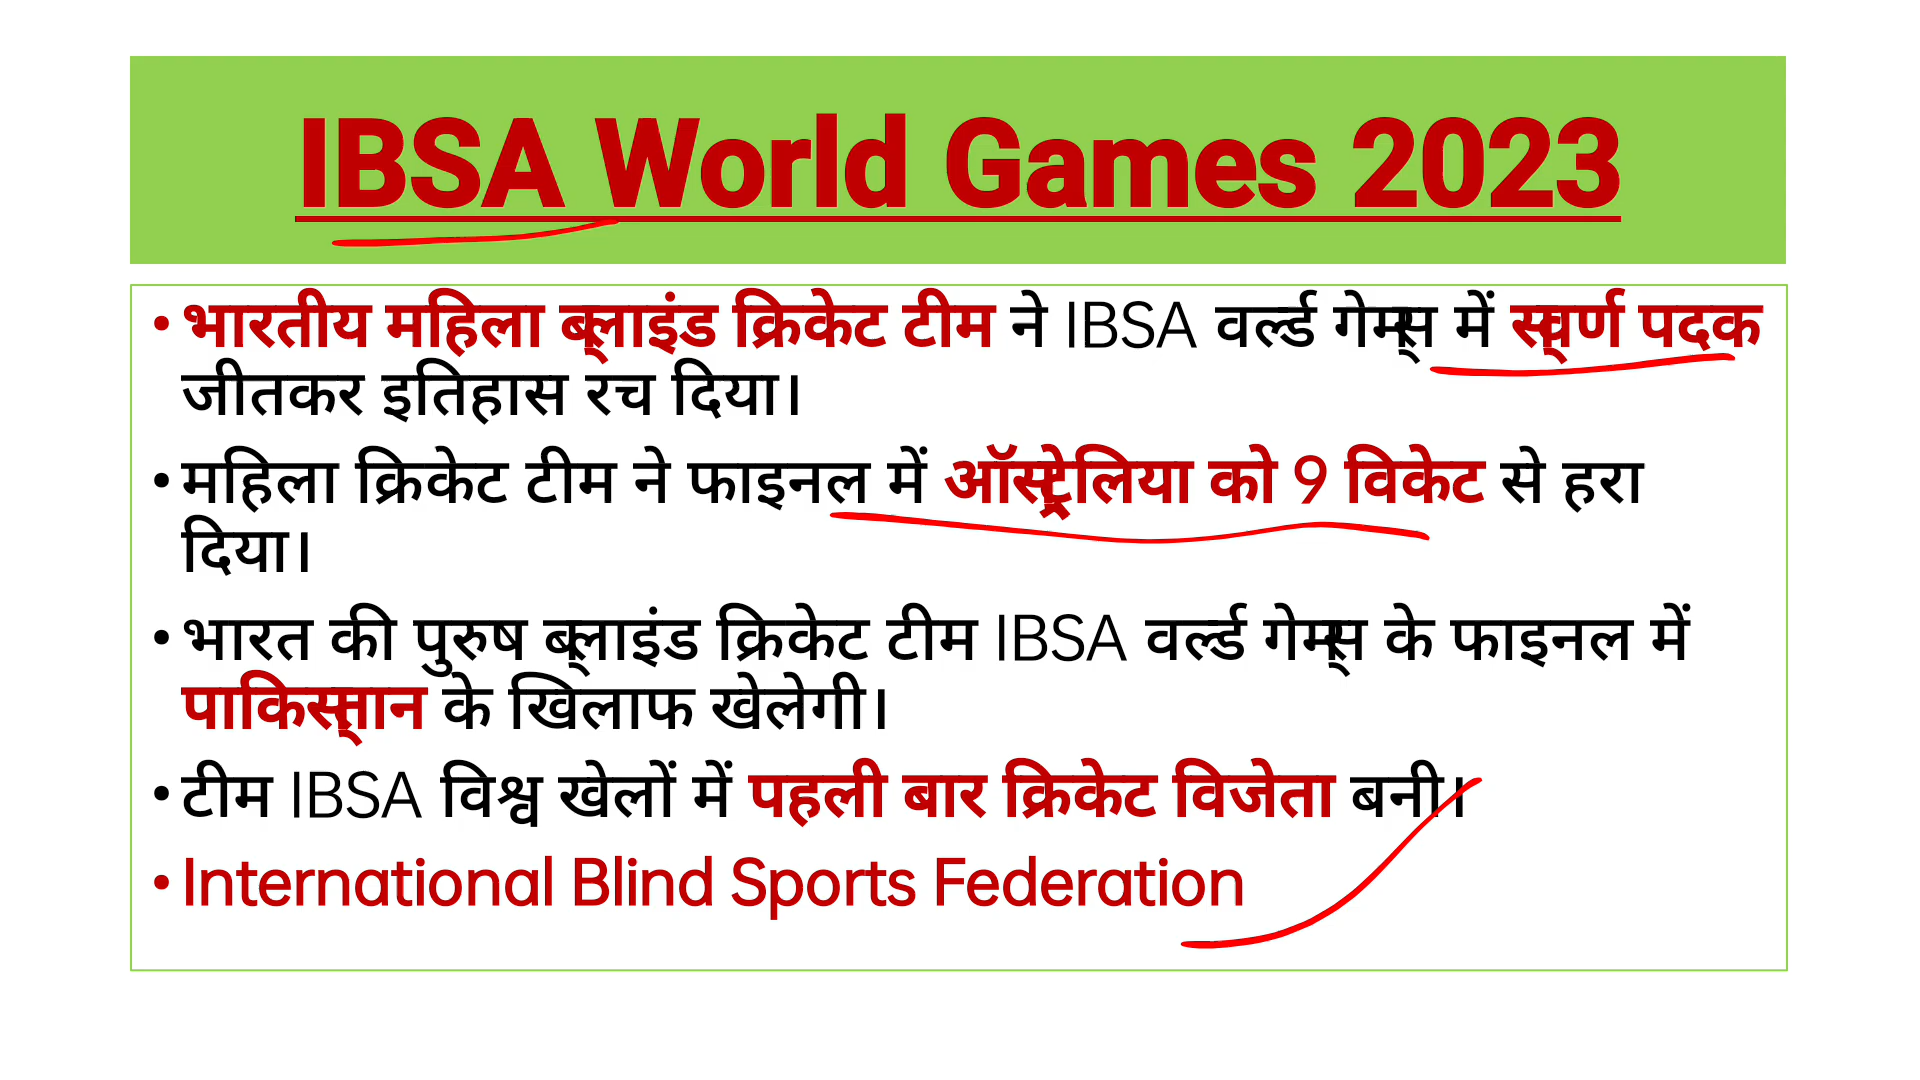 IBSA World Games 2023
• भारतीय महिला ब्लाइंड क्रिकेट टीम ने IBSA वर्ल्ड गेम्स में स्वर्ण पदक
जीतकर इतिहास रच दिया।
• महिला क्रिकेट टीम ने फाइनल में ऑस्ट्रेलिया को 9 विकेट से हरा
दिया।
• भारत की पुरुष ब्लाइंड क्रिकेट टीम IBSA वर्ल्ड गेम्स के फाइनल में
पाकिस्तान के खिलाफ खेलेगी।
• टीम IBSA विश्व खेलों में पहली बार क्रिकेट विजेता बनी।
• International Blind Sports Federation